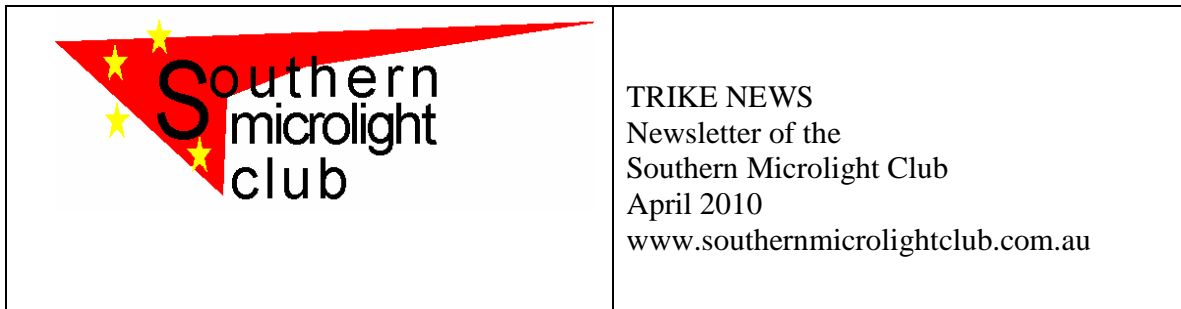 Southern
microlight
club
TRIKE NEWS
Newsletter of the
Southern Microlight Club
April 2010
www.southernmicrolightclub.com.au